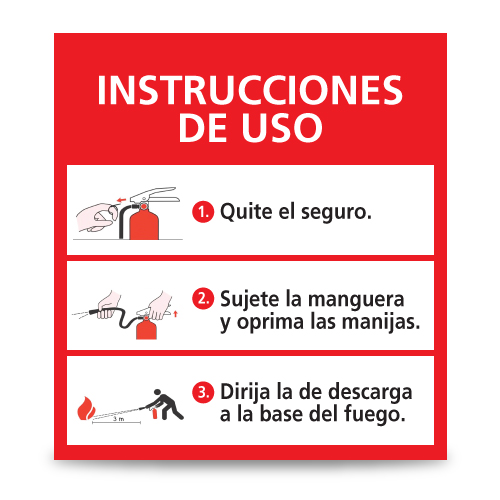 INSTRUCCIONES
DE USO
1. Quite el seguro.
2. Sujete la manguera
y oprima las manijas.
3. Dirija la de descarga
a la base del fuego.
3 m